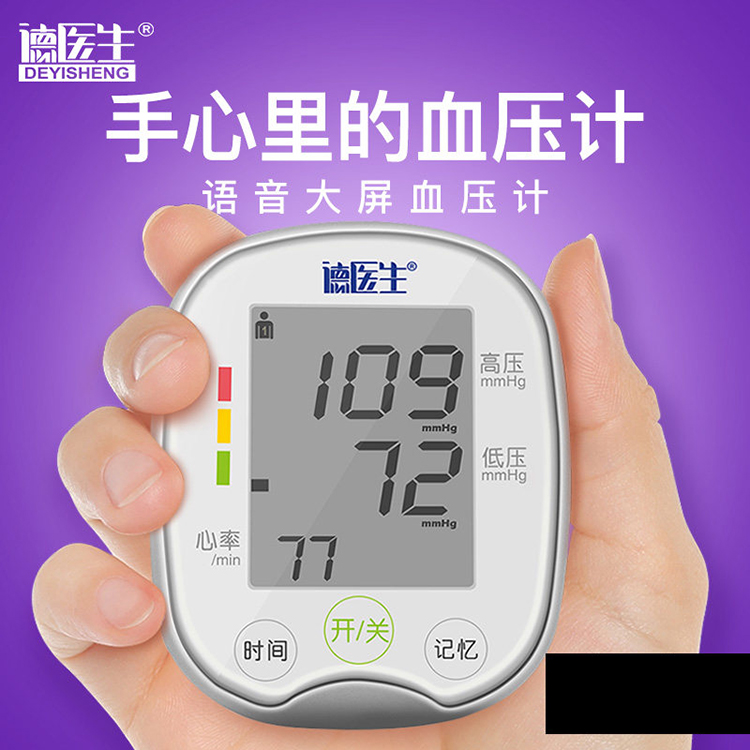 德医生®
DEYISHENG
手心里的血压计
语音大屏血压计
德医生®
1
109
高压
mmHg
mmHg
72
低压
mmHg
mmHg
心率
/min
77
时间
开/关
记忆